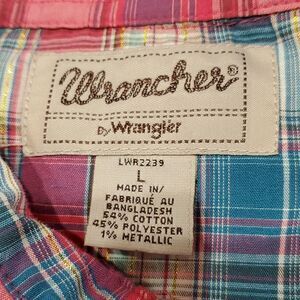 Wrancher®
By Wrangler
LWR2239
L
MADE IN/
FABRIQUÉ AU
BANGLADESH
54% COTTON
45% POLYESTER
1% METALLIC